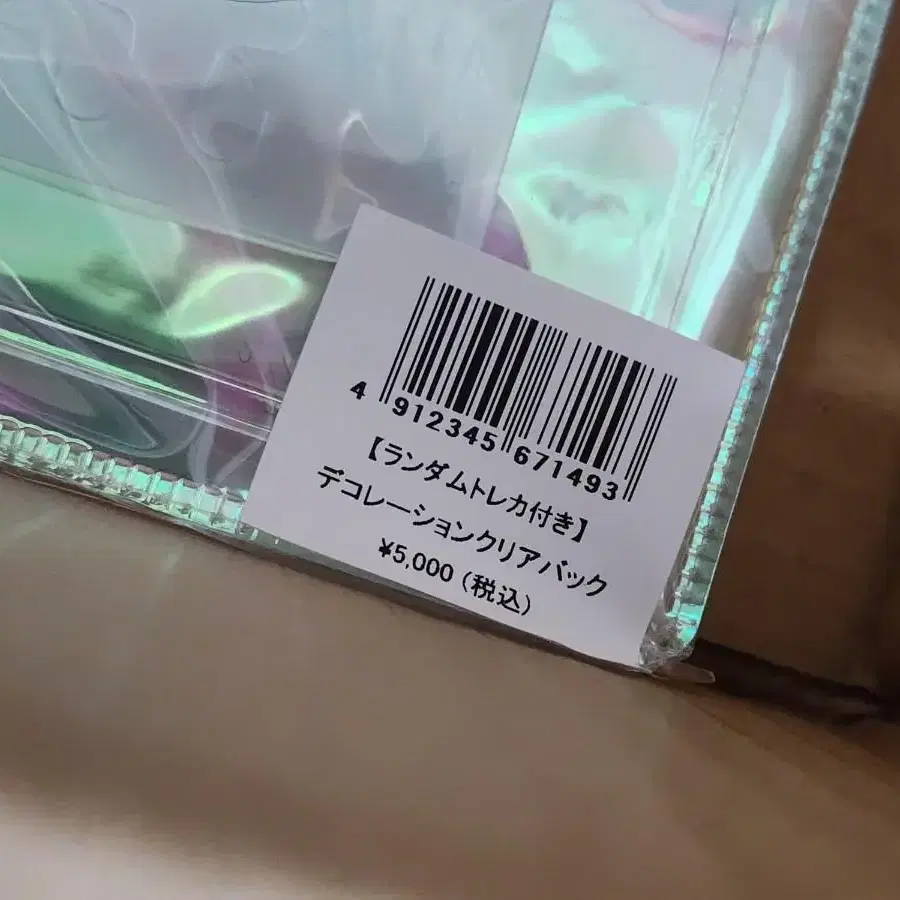 4 912345 671493
【ランダムトレカ付き】
デコレーションクリアバック
¥5,000 (税込)